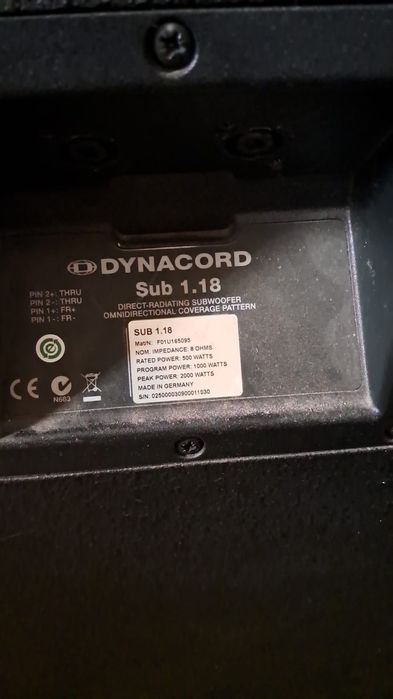 DYNACORD
Sub 1.18
DIRECT-RADIATING SUBWOOFER
OMNIDIRECTIONAL COVERAGE PATTERN
PIN 2+: THRU
PIN 2-: THRU
PIN 1+: FR+
PIN 1-: FR-
SUB 1.18
Mat/N: F01U165095
NOM. IMPEDANCE: 8 OHMS
RATED POWER: 500 WATTS
PROGRAM POWER: 1000 WATTS
PEAK POWER: 2000 WATTS
MADE IN GERMANY
S/N: 025000030900011030
CE
N663